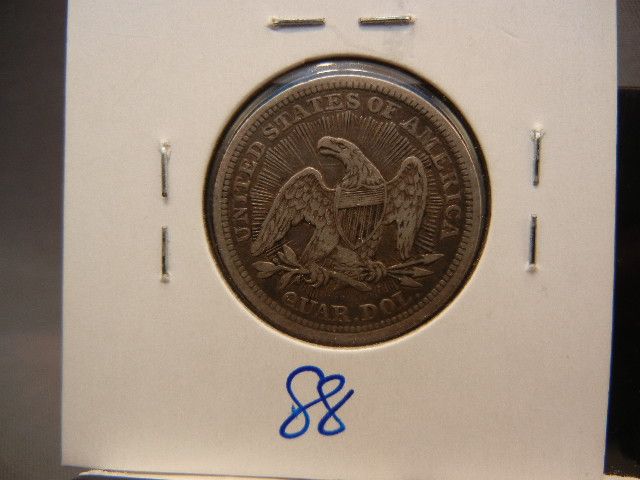 UNITED STATES OF AMERICA
QUAR. DOL.
88